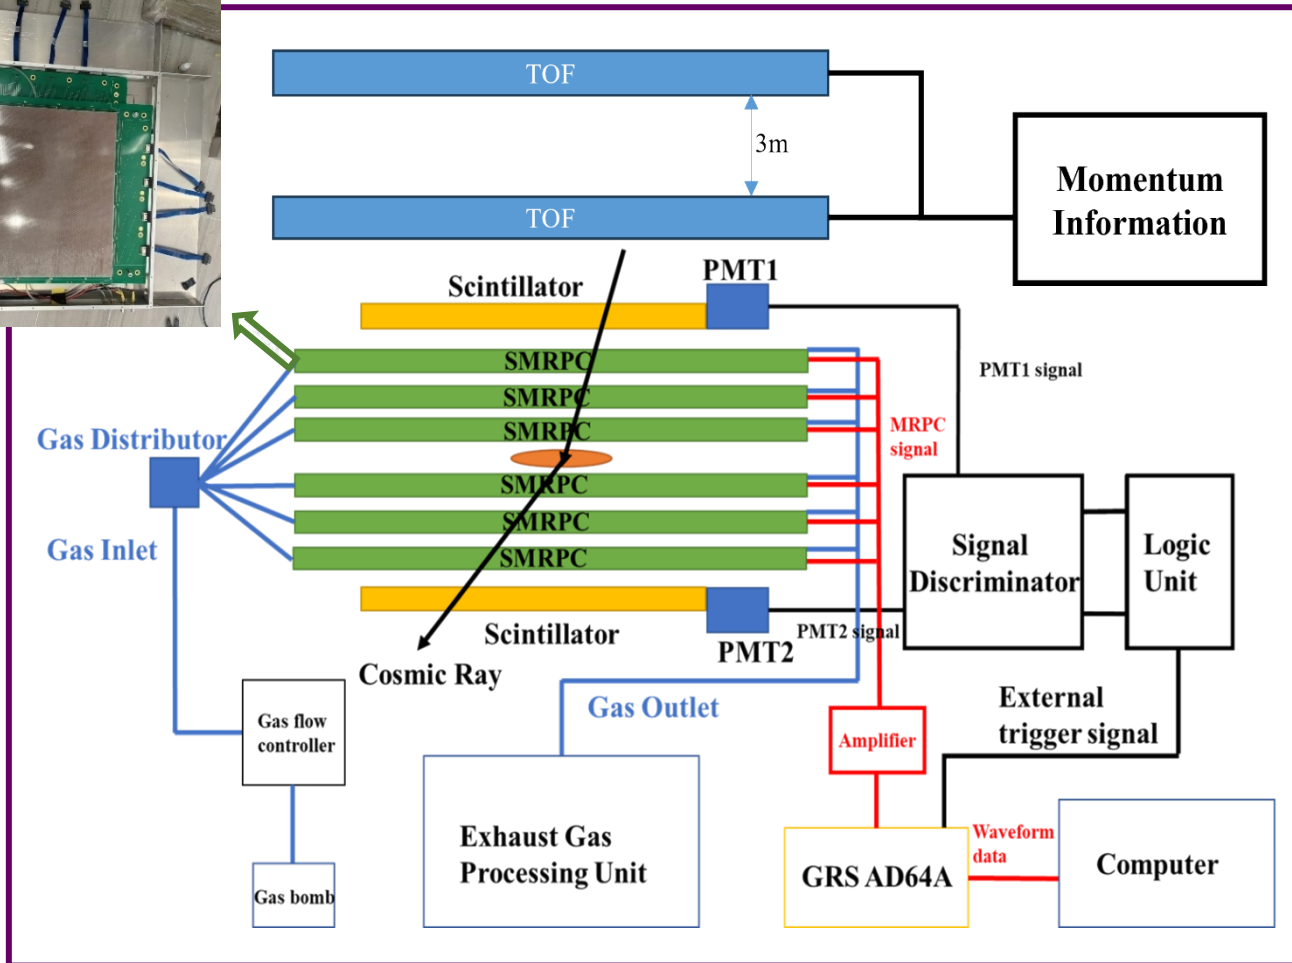 TOF
3m
TOF
Momentum
Information
PMT1
Scintillator
SMRPC
PMT1 signal
SMRPC
SMRPC
MRPC
signal
Gas Distributor
SMRPC
SMRPC
SMRPC
Gas Inlet
Signal
Discriminator
Logic
Unit
Scintillator
PMT2 signal
PMT2
Cosmic Ray
Gas Outlet
External
trigger signal
Gas flow
controller
Amplifier
Exhaust Gas
Processing Unit
Waveform
data
GRS AD64A
Computer
Gas bomb